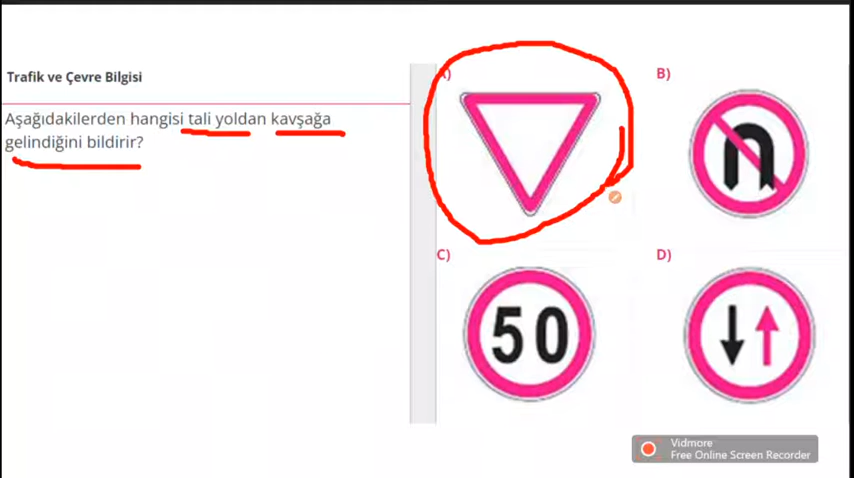 Trafik ve Çevre Bilgisi
Aşağıdakilerden hangisi tali yoldan kavşağa
gelindiğini bildirir?
A)
B)
C)
50
D)
Vidmore
Free Online Screen Recorder